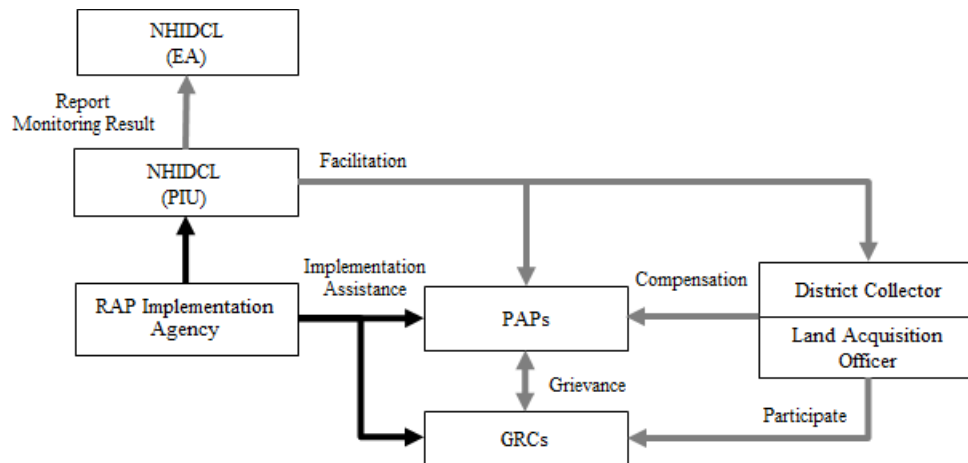 NHIDCL
(EA)
Report
Monitoring Result
NHIDCL
(PIU)
Facilitation
Implementation
Assistance
Compensation
RAP Implementation
Agency
PAPs
District Collector
Land Acquisition
Officer
Grievance
Participate
GRCs